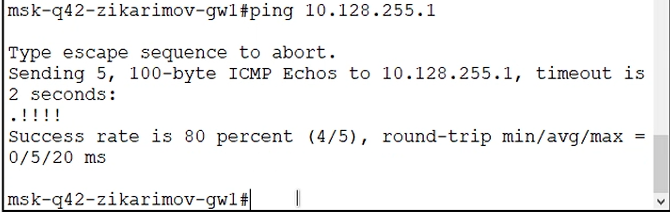 msk-q42-zikarimov-gw1#ping 10.128.255.1
Type escape sequence to abort.
Sending 5, 100-byte ICMP Echos to 10.128.255.1, timeout is
2 seconds:
.!!!!
Success rate is 80 percent (4/5), round-trip min/avg/max =
0/5/20 ms
msk-q42-zikarimov-gw1#